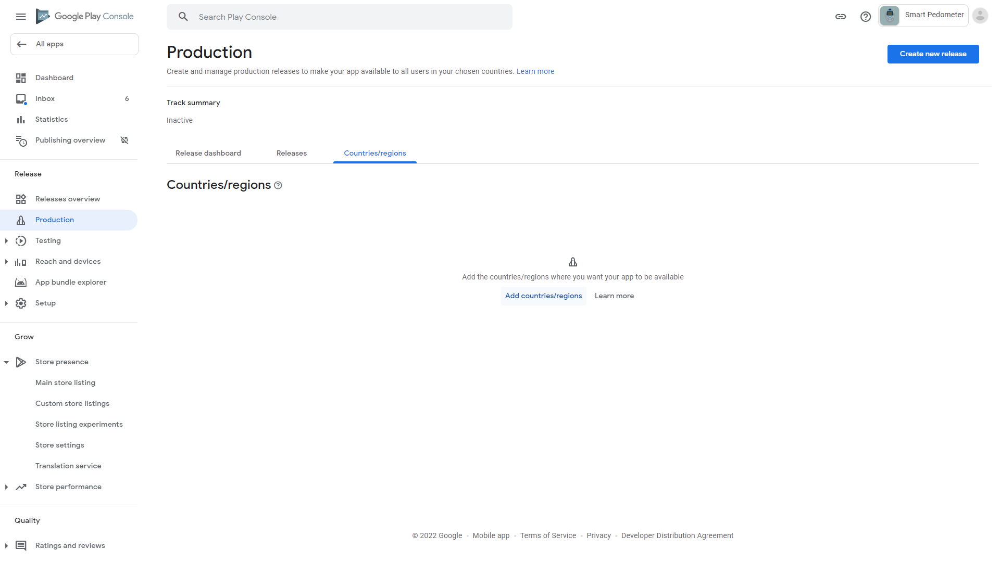 Google Play Console
Search Play Console
Smart Pedometer
All apps
Dashboard
Inbox 6
Statistics
Publishing overview
Release
Releases overview
Production
Testing
Reach and devices
App bundle explorer
Setup
Grow
Store presence
Main store listing
Custom store listings
Store listing experiments
Store settings
Translation service
Store performance
Quality
Ratings and reviews
Production
Create new release
Create and manage production releases to make your app available to all users in your chosen countries. Learn more
Track summary
Inactive
Release dashboard Releases Countries/regions
Countries/regions
Add the countries/regions where you want your app to be available
Add countries/regions Learn more
© 2022 Google • Mobile app • Terms of Service • Privacy • Developer Distribution Agreement